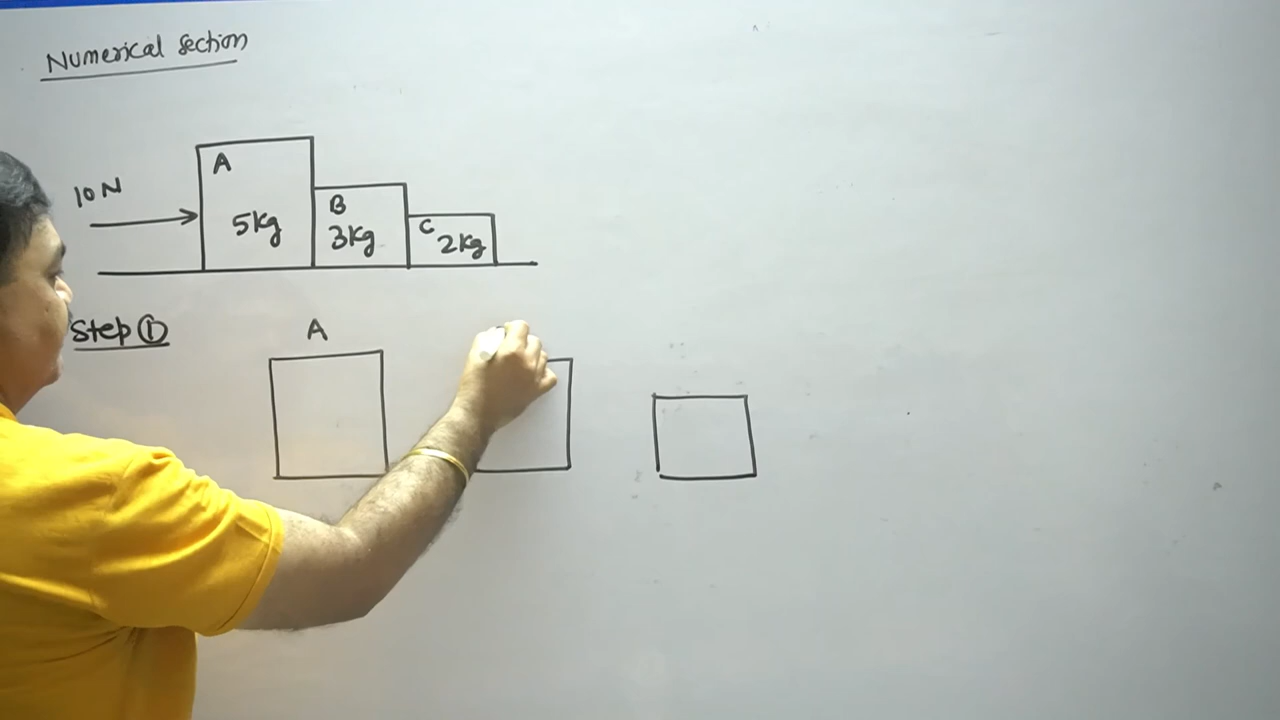 Numerical section
10 N
A
5kg
B
3kg
C
2kg
Step ①
A